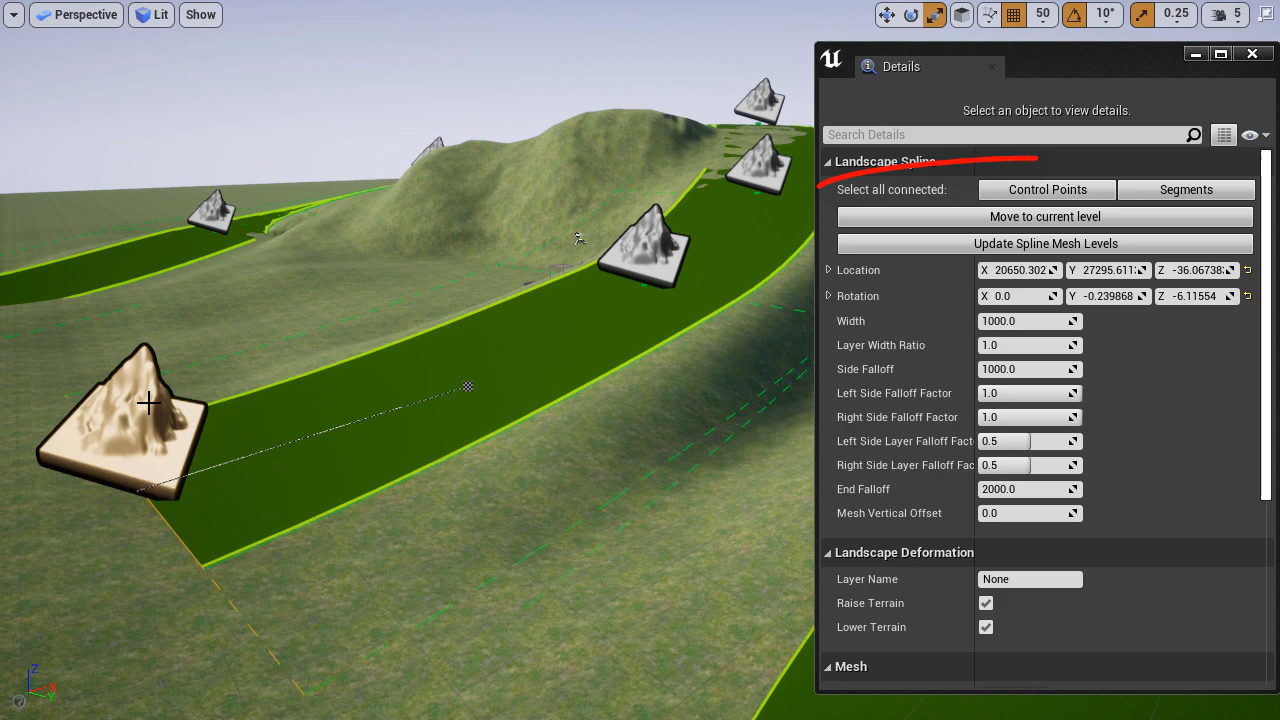 Perspective Lit Show 50 10° 0.25 5
Details
Select an object to view details.
Search Details
Landscape Spline
Select all connected: Control Points Segments
Move to current level
Update Spline Mesh Levels
Location X 20650.302 Y 27295.611 Z -36.06738
Rotation X 0.0 Y -0.239868 Z -6.11554
Width 1000.0
Layer Width Ratio 1.0
Side Falloff 1000.0
Left Side Falloff Factor 1.0
Right Side Falloff Factor 1.0
Left Side Layer Falloff Fact 0.5
Right Side Layer Falloff Fac 0.5
End Falloff 2000.0
Mesh Vertical Offset 0.0
Landscape Deformation
Layer Name None
Raise Terrain
Lower Terrain
Mesh
Z
X
Y